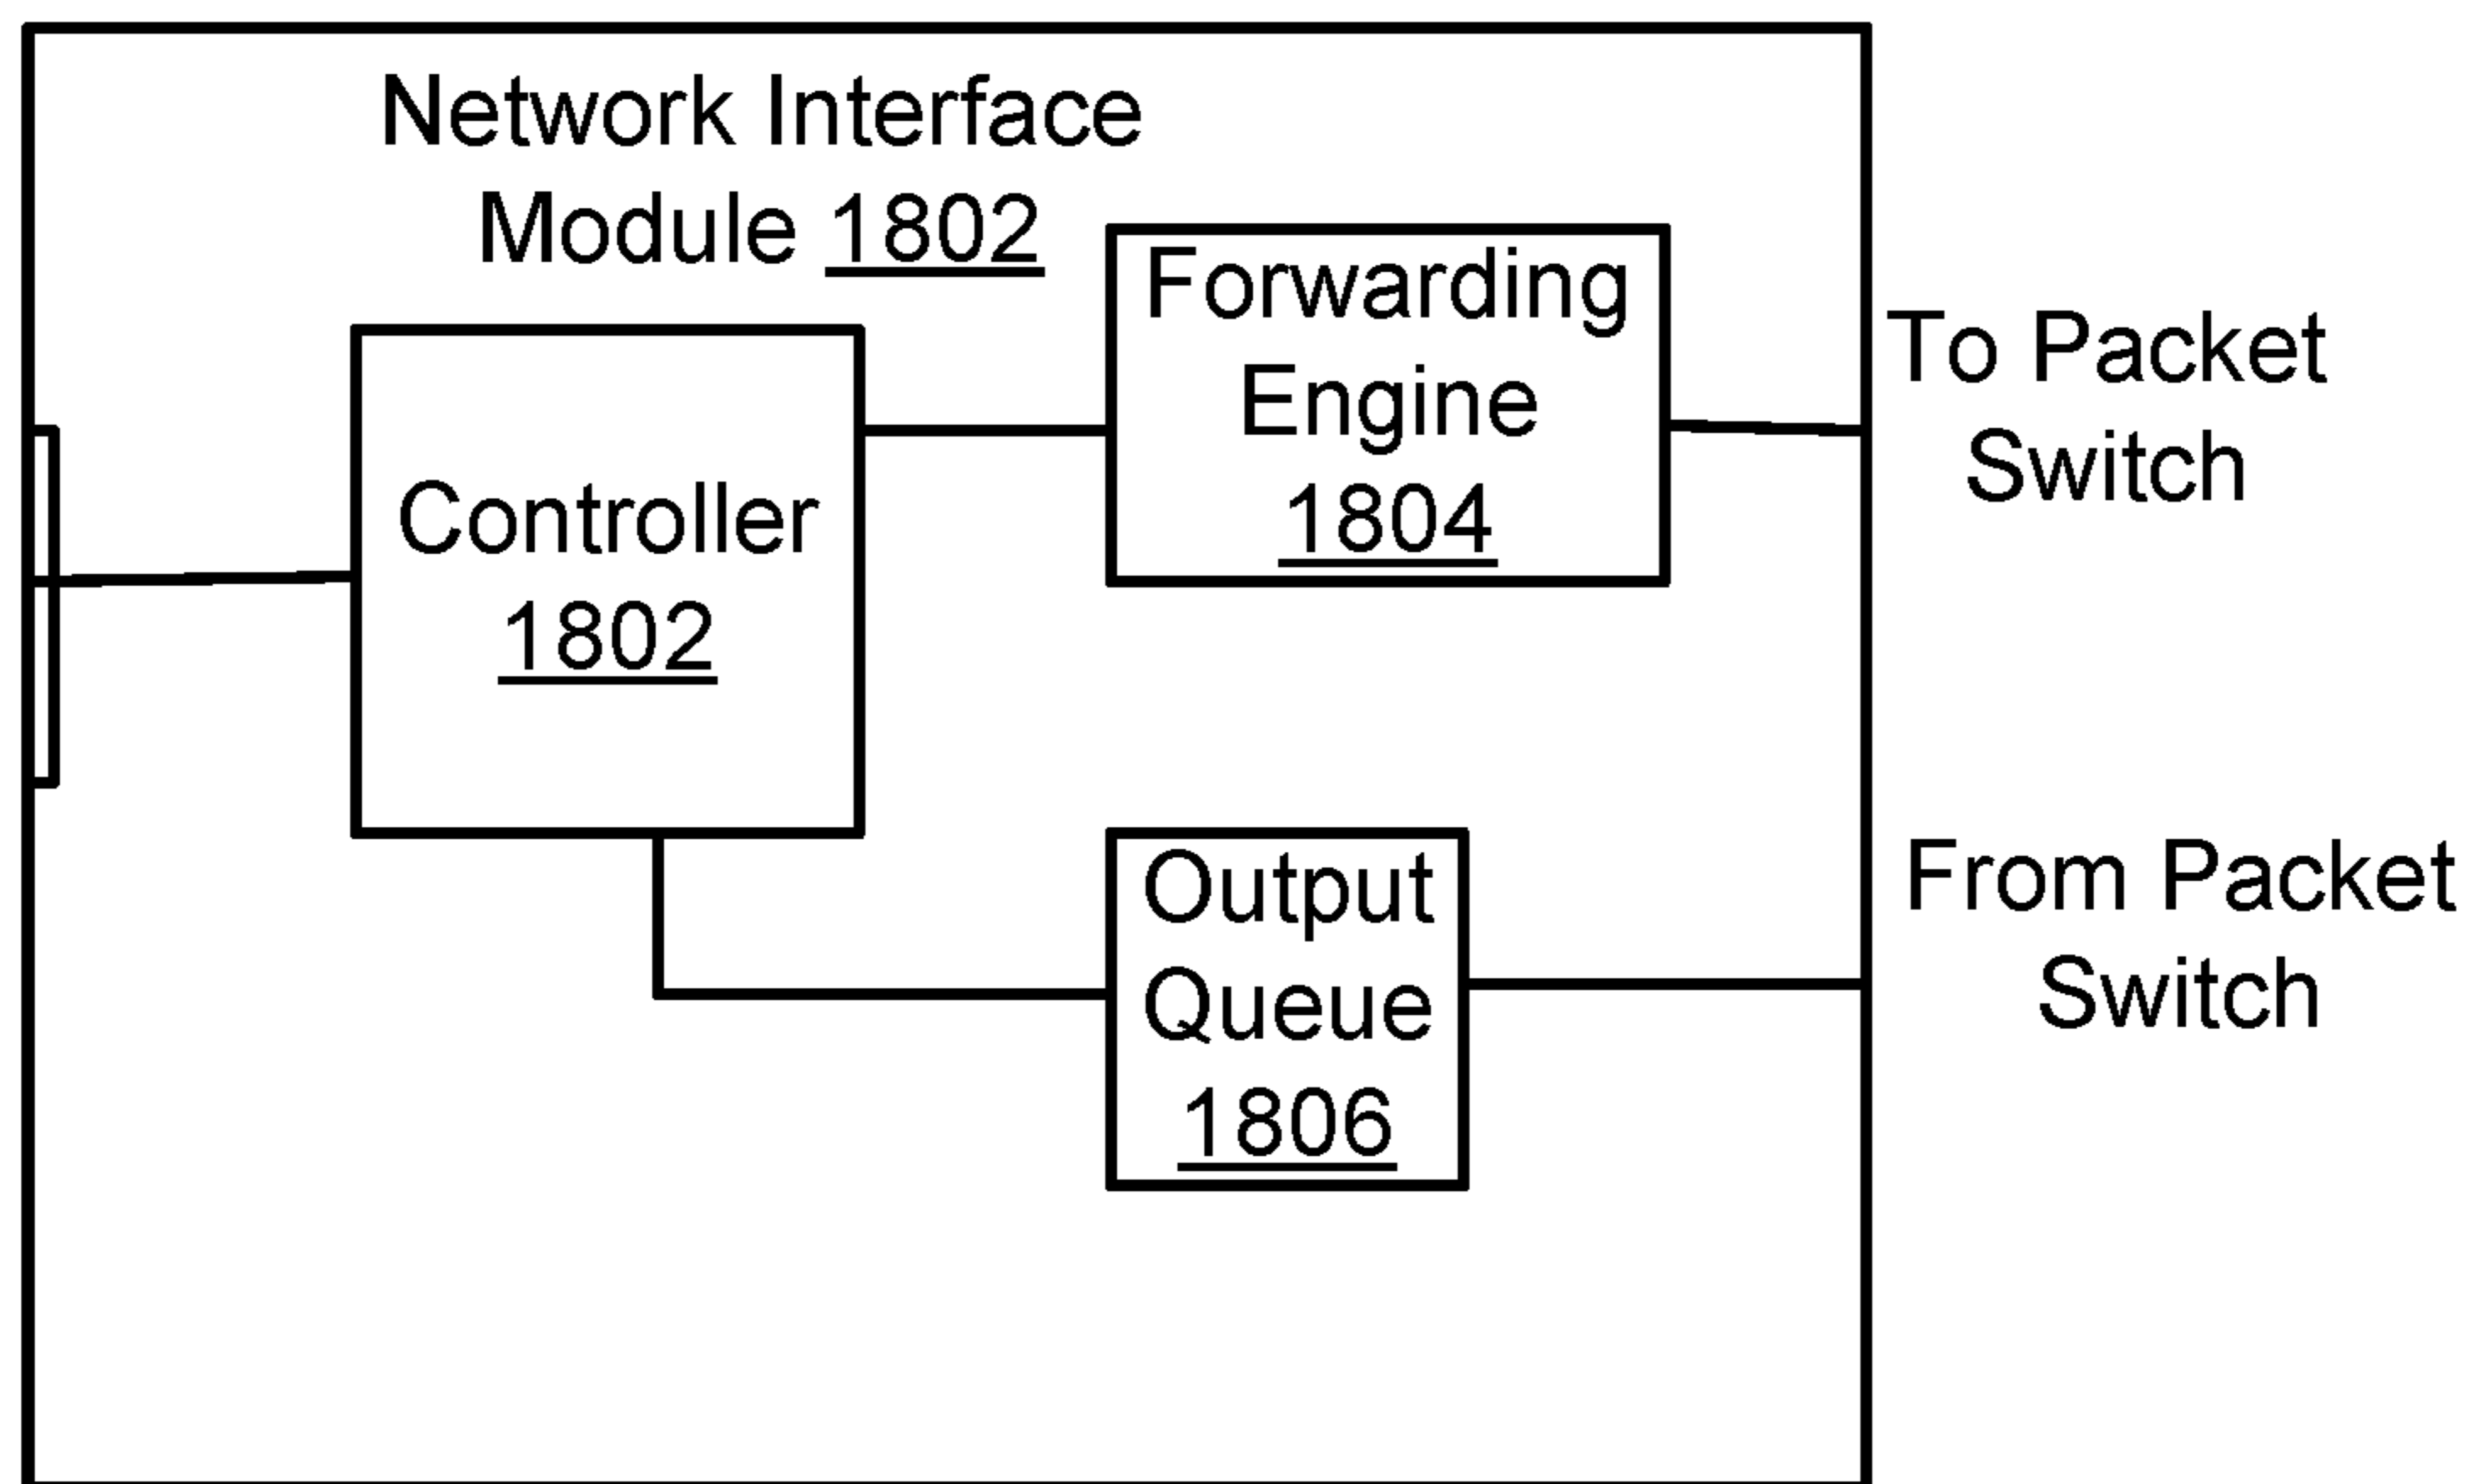 Network Interface
Module 1802
Forwarding
Engine
1804
To Packet
Switch
Controller
1802
Output
Queue
1806
From Packet
Switch